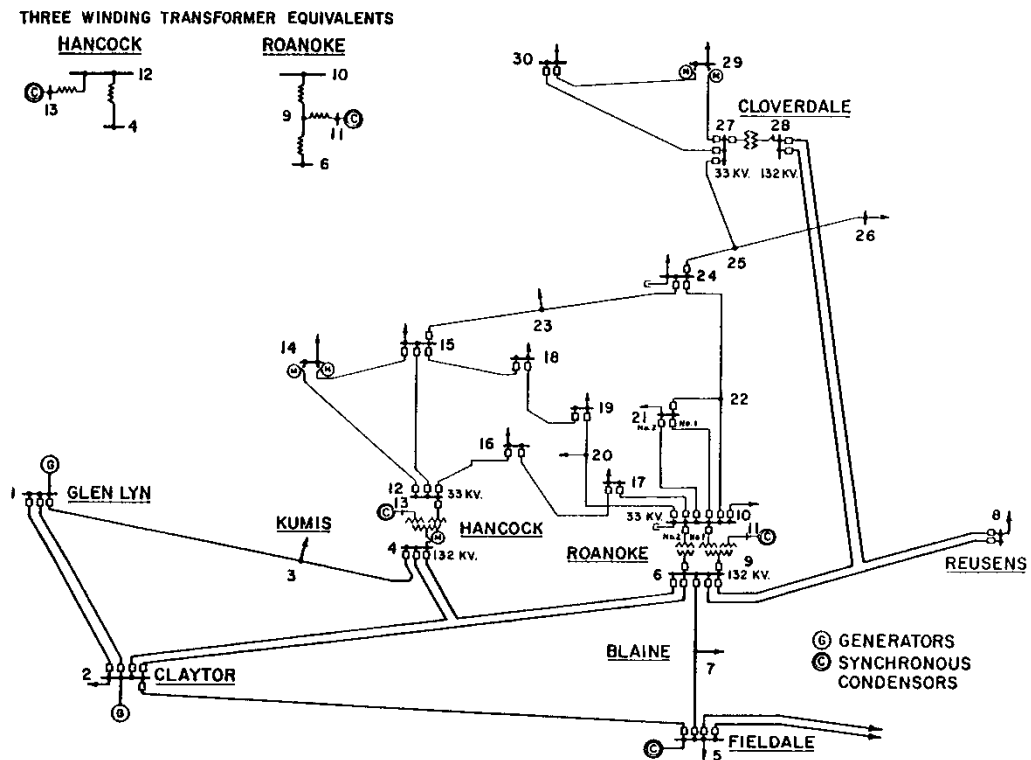 THREE WINDING TRANSFORMER EQUIVALENTS
HANCOCK
ROANOKE
12
C
13
4
10
9
C
11
6
30
29
M
M
CLOVERDALE
27
28
33 KV.
132 KV.
26
25
24
23
15
14
M
M
18
19
22
21
No.2
No.1
16
20
17
12
33 KV.
13
C
HANCOCK
M
4
132 KV.
1
G
GLEN LYN
KUMIS
3
33 KV.
10
No.2
No.1
11
C
ROANOKE
9
6
132 KV.
8
REUSENS
BLAINE
7
G GENERATORS
C SYNCHRONOUS
CONDENSORS
2
CLAYTOR
G
C
5
FIELDALE